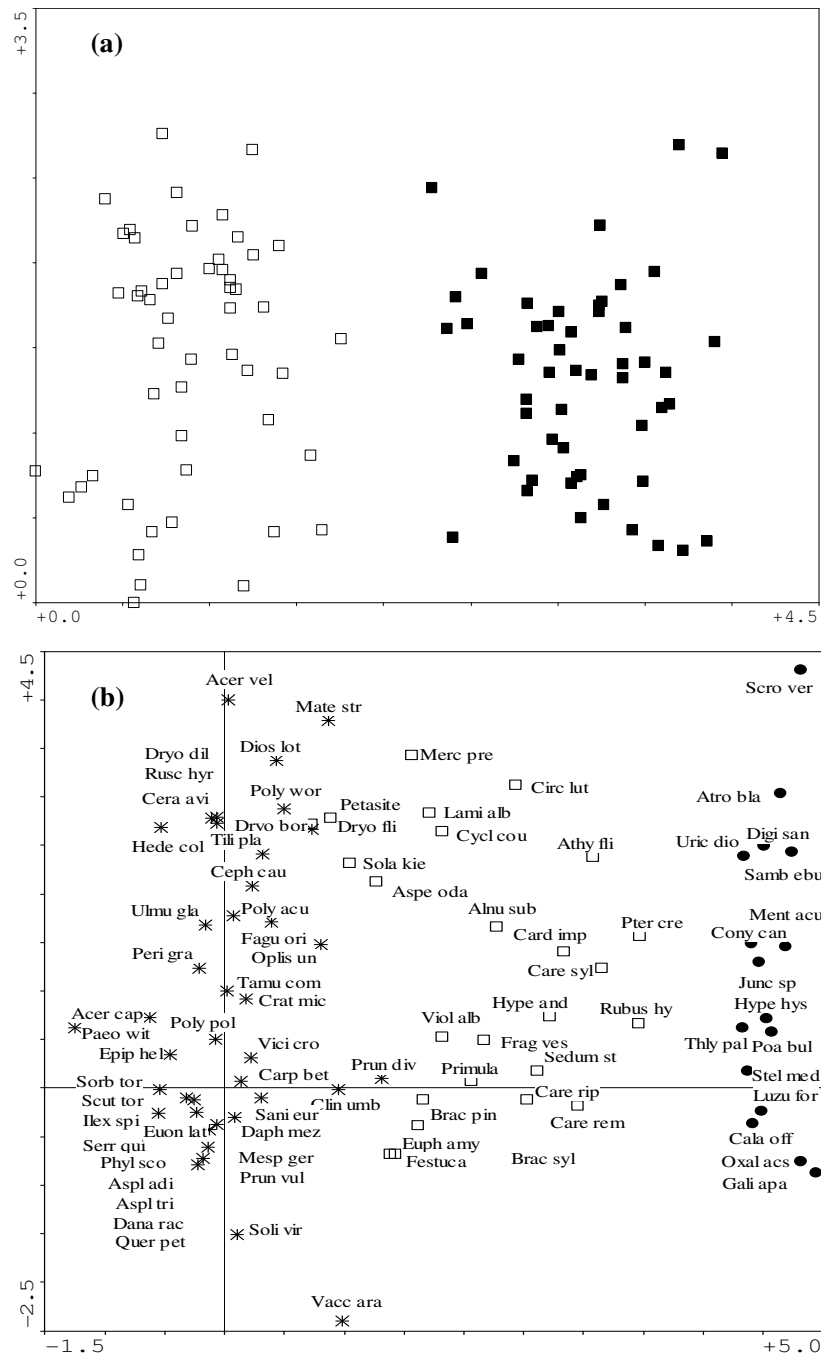 +3.5
(a)
+0.0
+0.0
+4.5
+4.5
(b)
Acer vel
Scro ver
Mate str
Dios lot
Merc pre
Dryo dil
Rusc hyr
Cera avi
Poly wor
Petasite
Circ lut
Lami alb
Atro bla
Dryo bor
Dryo fli
Cycl cou
Hede col
Tili pla
Athy fli
Uric dio
Digi san
Ceph cau
Sola kie
Samb ebu
Aspe oda
Ulmu gla
Poly acu
Alnu sub
Ment acu
Fagu ori
Card imp
Pter cre
Cony can
Oplis un
Peri gra
Care syl
Junc sp
Tamu com
Acer cap
Crat mic
Hype and
Rubus hy
Hype hys
Paeo wit
Poly pol
Viol alb
Epip hel
Vici cro
Frag ves
Thly pal
Poa bul
Sedum st
Sorb tor
Carp bet
Prun div
Primula
Stel med
Scut tor
Clin umb
Care rip
Luzu for
Ilex spi
Sani eur
Brac pin
Care rem
Euon lat
Daph mez
Cala off
Serr qui
Euph amy
Phyl sco
Mesp ger
Festuca
Brac syl
Oxal acs
Aspl adi
Prun vul
Gali apa
Aspl tri
Dana rac
Quer pet
Soli vir
Vacc ara
-2.5
-1.5
+5.0